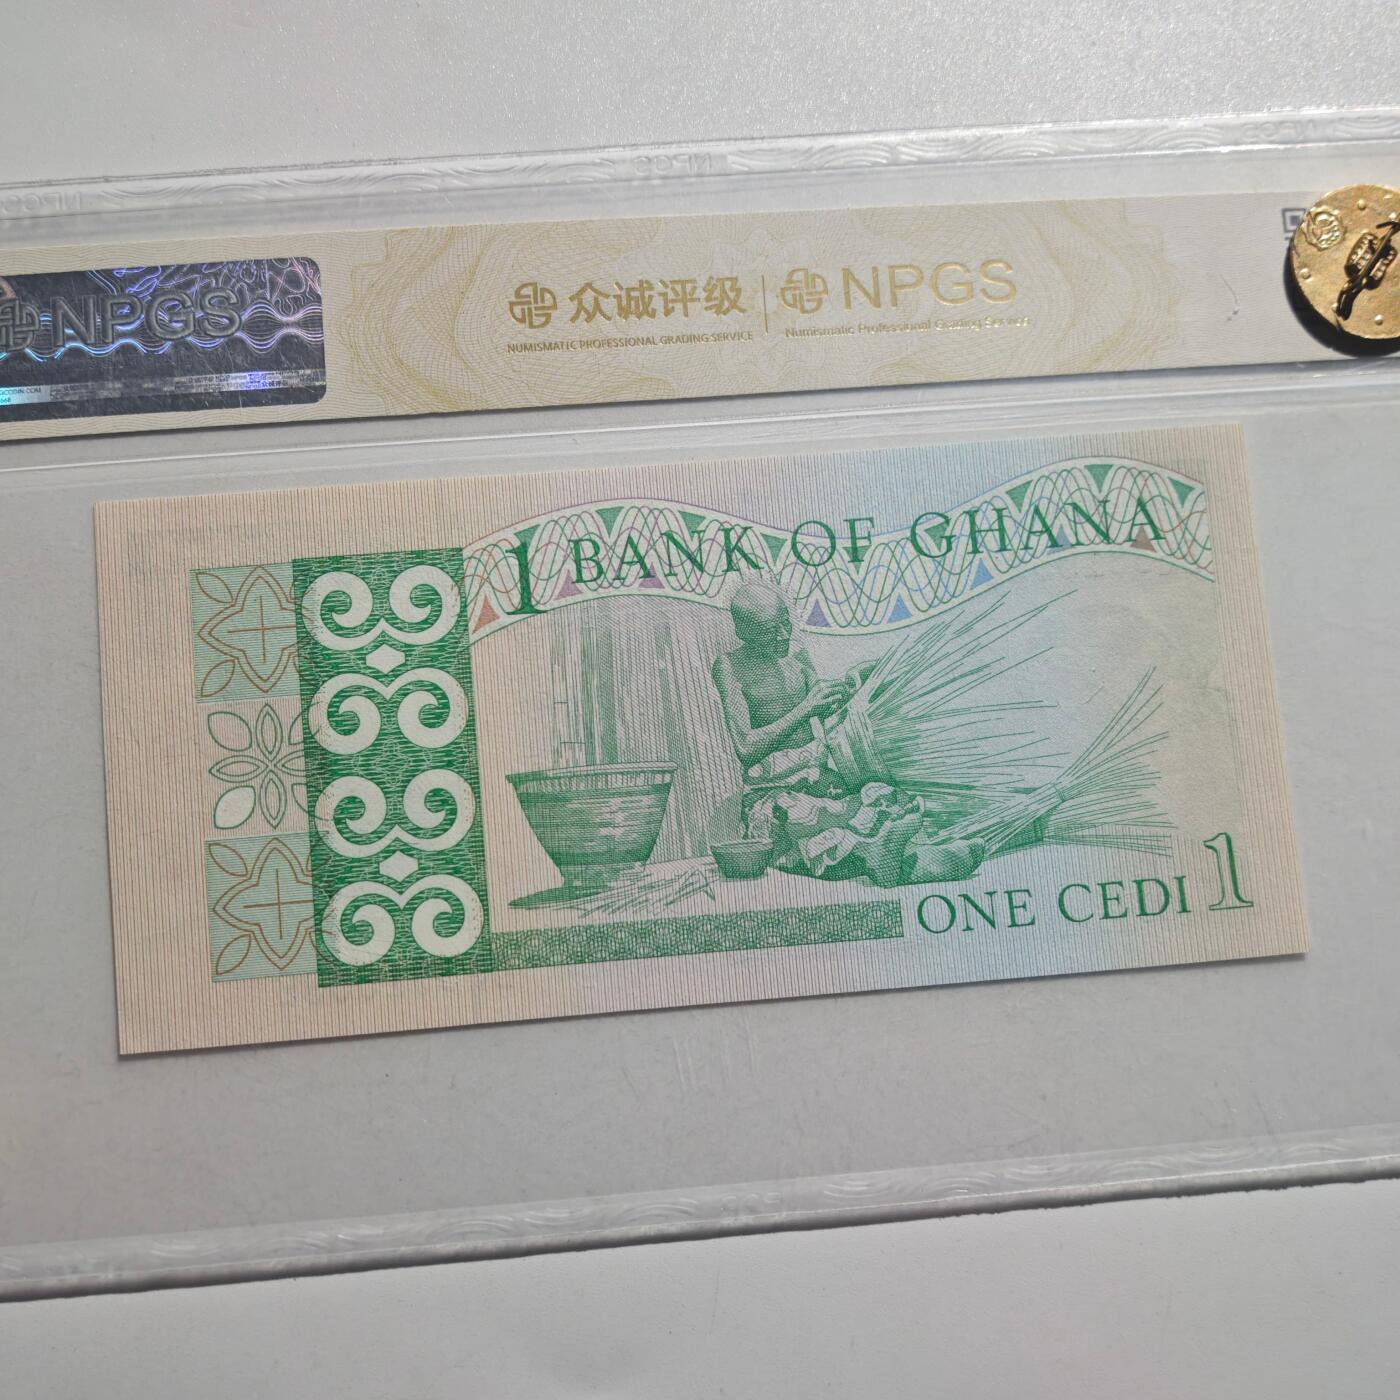 NPGS
众诚评级
NUMISMATIC PROFESSIONAL GRADING SERVICE
NPGS
Numismatic Professional Grading Service
1 BANK OF GHANA
ONE CEDI 1